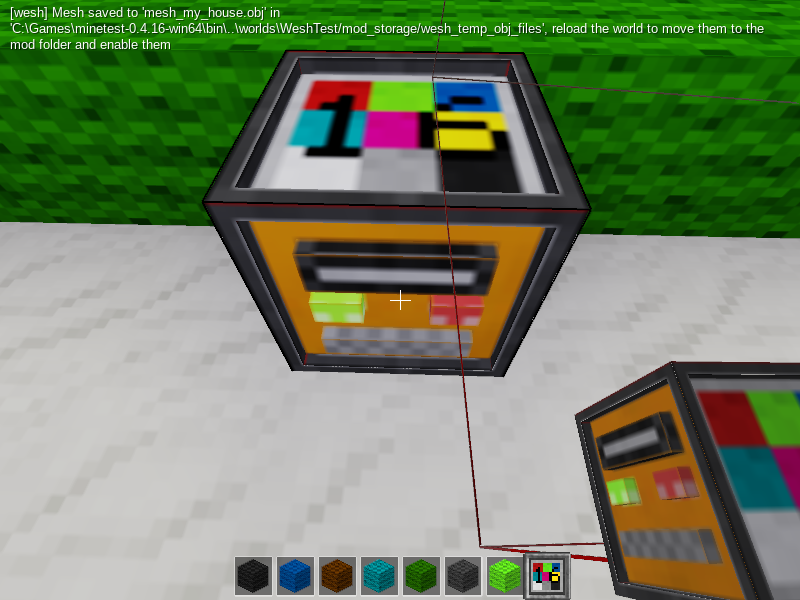 [wesh] Mesh saved to 'mesh_my_house.obj' in
'C:\Games\minetest-0.4.16-win64\bin\..\worlds\WeshTest/mod_storage/wesh_temp_obj_files', reload the world to move them to the
mod folder and enable them
16